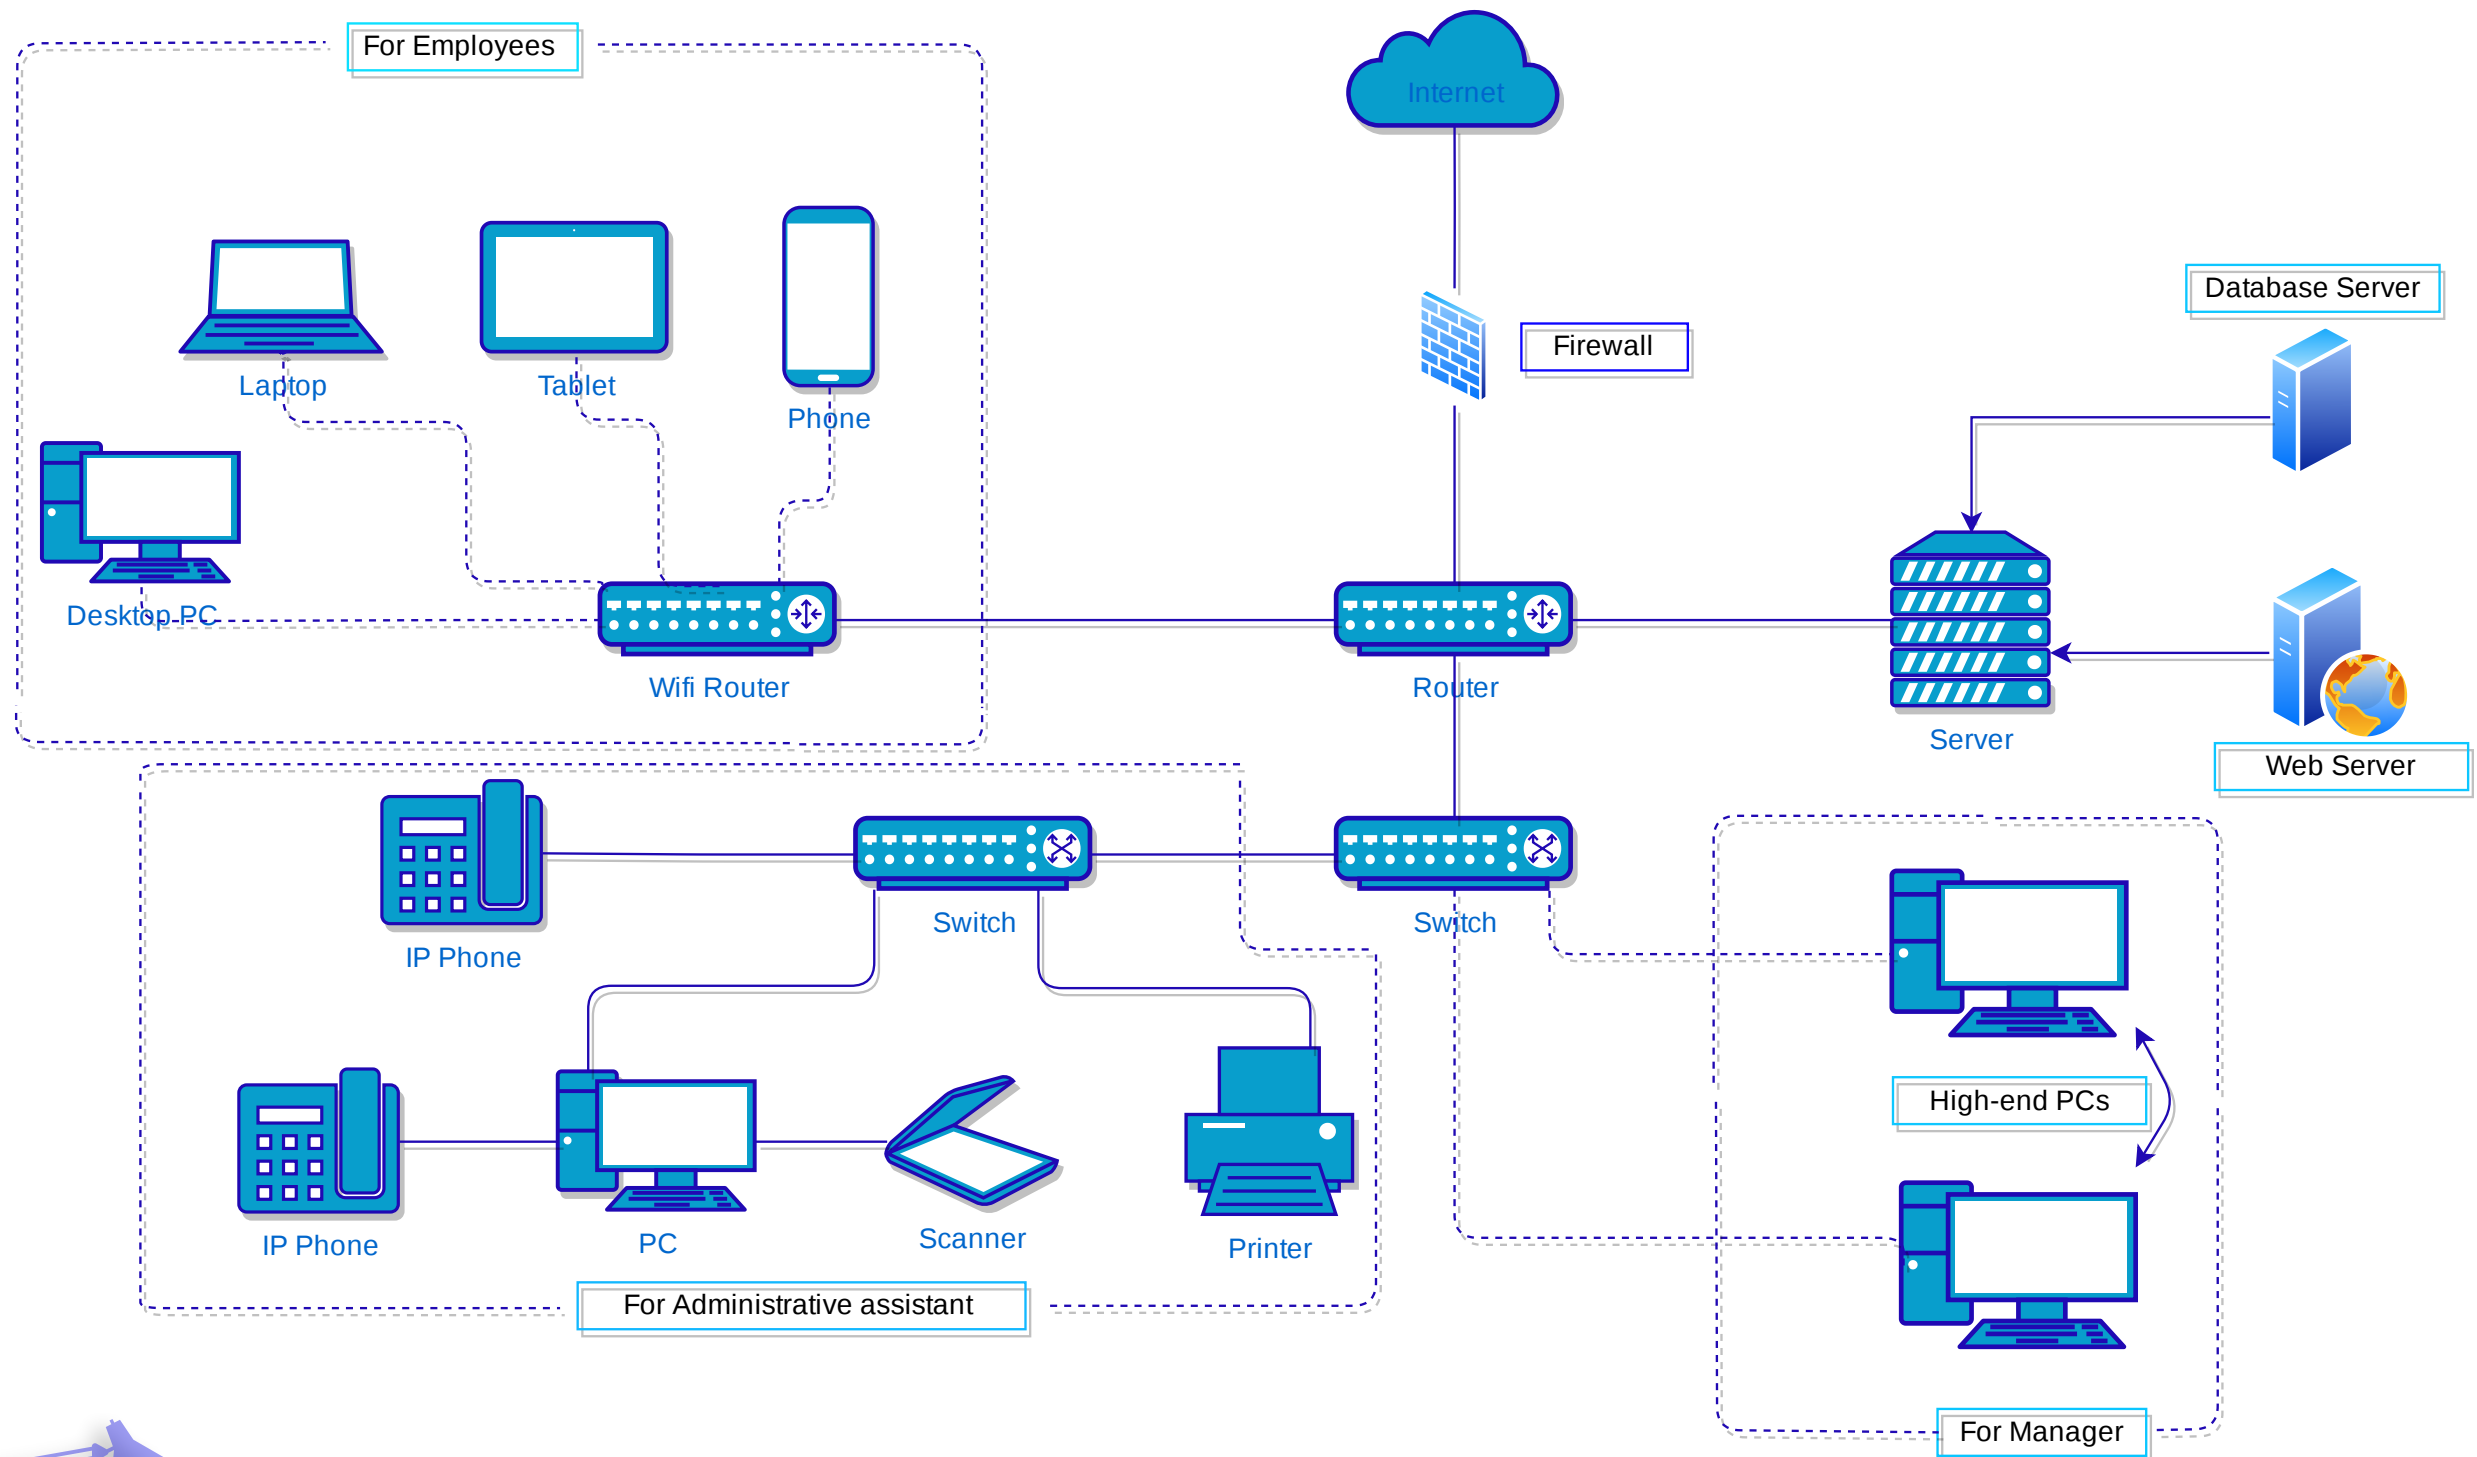 For Employees
Internet
Database Server
Firewall
Laptop
Tablet
Phone
Desktop PC
Wifi Router
Router
Server
Web Server
Switch
Switch
IP Phone
High-end PCs
IP Phone
PC
Scanner
Printer
For Administrative assistant
For Manager